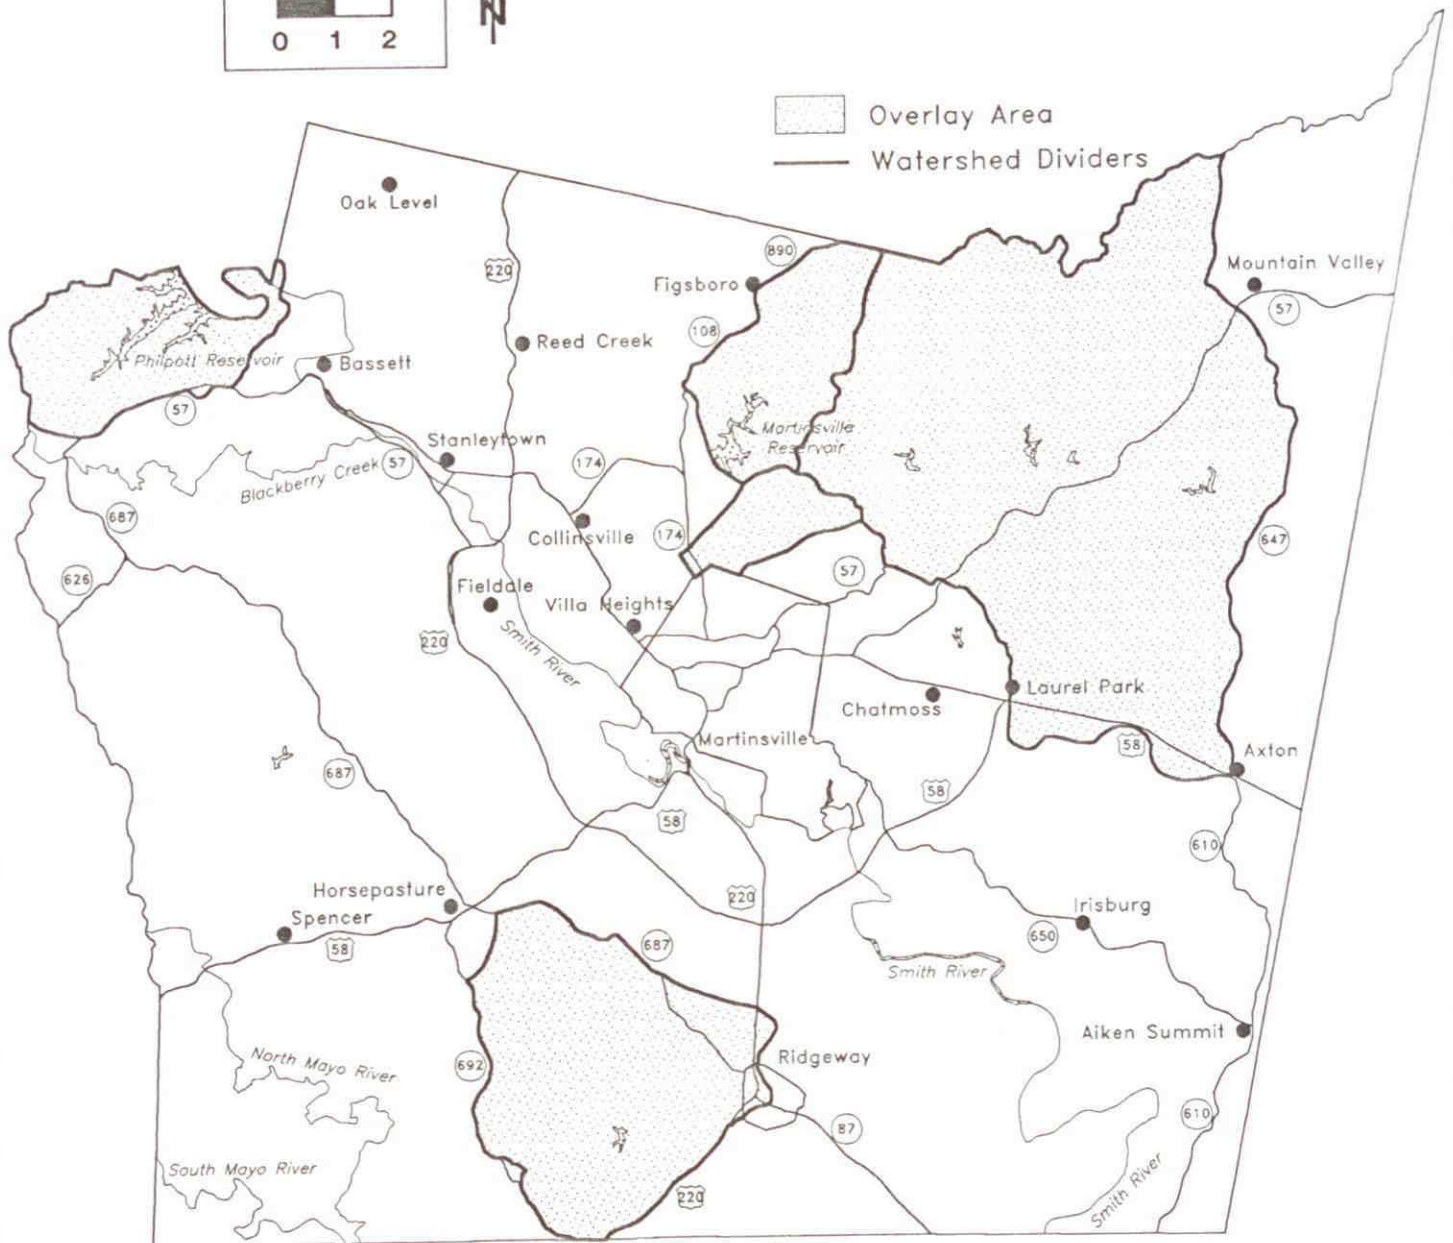 0 1 2
N
Overlay Area
Watershed Dividers
Oak Level
220
890
Figsboro
Mountain Valley
57
108
Reed Creek
Philpott Reservoir
Bassett
57
Martinsville
Reservoir
Stanleytown
174
57
Blackberry Creek
687
Collinsville
174
647
626
Fieldale
57
Villa Heights
220
Smith River
Laurel Park
Chatmoss
Martinsville
58
Axton
687
58
58
610
Horsepasture
220
Irisburg
Spencer
58
687
650
Smith River
Aiken Summit
North Mayo River
692
Ridgeway
87
610
South Mayo River
220
Smith River